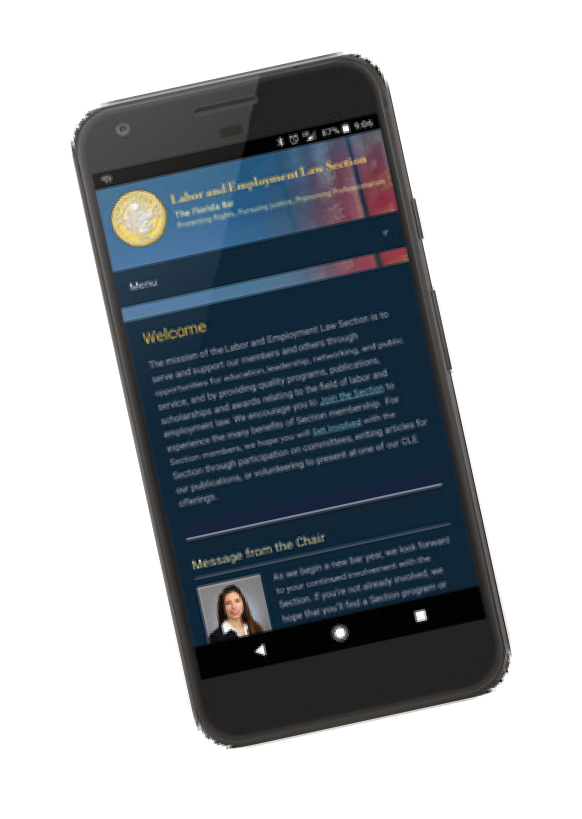 87% 9:06
Labor and Employment Law Section
The Florida Bar
Protecting Rights, Pursuing Justice, Promoting Professionalism
Menu
Welcome
The mission of the Labor and Employment Law Section is to
serve and support our members and others through
opportunities for education, leadership, networking, and public
service, and by providing quality programs, publications,
scholarships and awards relating to the field of labor and
employment law. We encourage you to Join the Section to
experience the many benefits of Section membership. For
Section members, we hope you will Get Involved with the
Section through participation on committees, writing articles for
our publications, or volunteering to present at one of our CLE
offerings.
Message from the Chair
As we begin a new bar year, we look forward
to your continued involvement with the
Section. If you're not already involved, we
hope that you'll find a Section program or